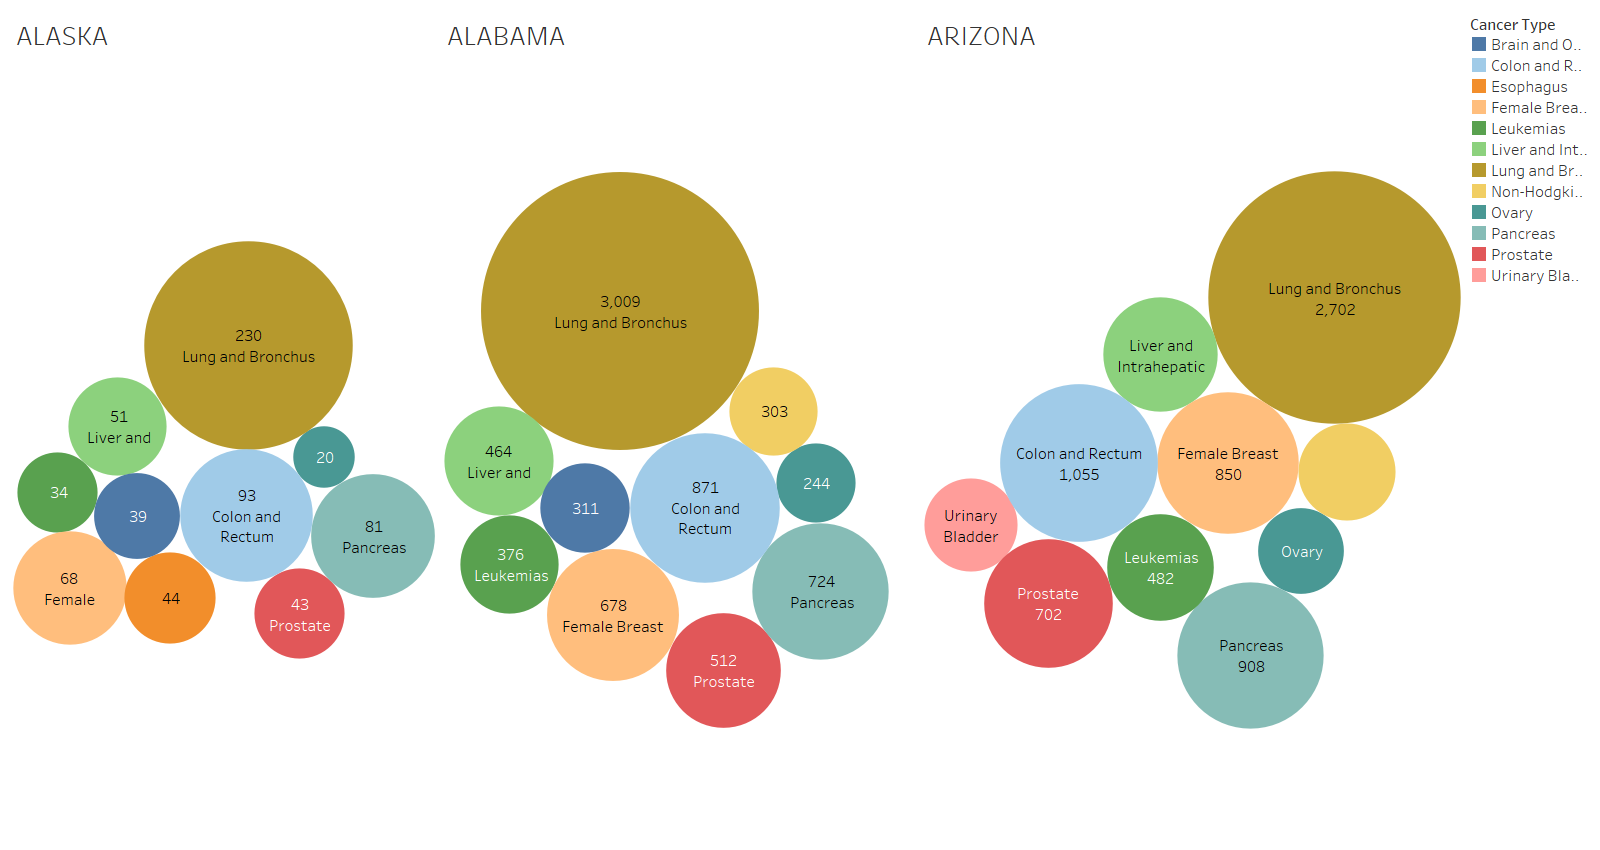 ALASKA
ALABAMA
ARIZONA
Cancer Type
Brain and O..
Colon and R..
Esophagus
Female Brea..
Leukemias
Liver and Int..
Lung and Br..
Non-Hodgki..
Ovary
Pancreas
Prostate
Urinary Bla..
230
Lung and Bronchus
51
Liver and
20
34
39
93
Colon and
Rectum
81
Pancreas
68
Female
44
43
Prostate
3,009
Lung and Bronchus
303
464
Liver and
311
871
Colon and
Rectum
244
376
Leukemias
678
Female Breast
724
Pancreas
512
Prostate
Lung and Bronchus
2,702
Liver and
Intrahepatic
Colon and Rectum
1,055
Female Breast
850
Urinary
Bladder
Leukemias
482
Ovary
Prostate
702
Pancreas
908